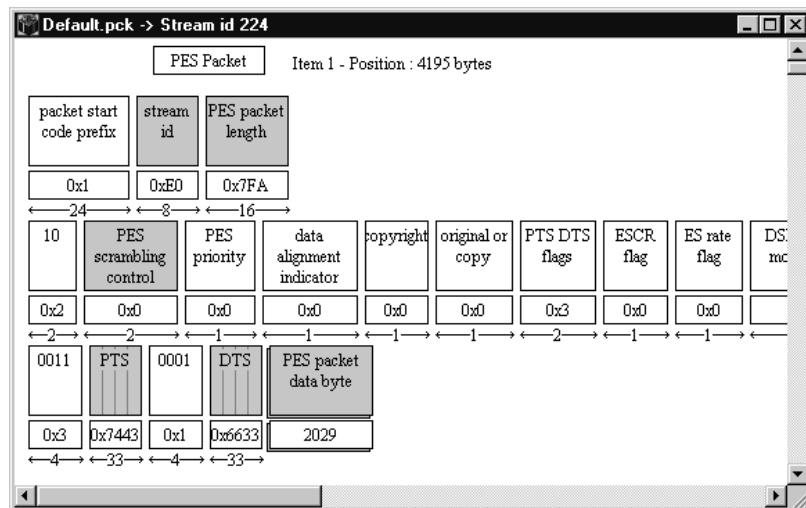 Default.pck -> Stream id 224
PES Packet Item 1 - Position : 4195 bytes
packet start stream PES packet
code prefix id length
0x1 0xE0 0x7FA
24 8 16
10 PES PES data copyright original or PTS DTS ESCR ES rate DS
scrambling priority alignment copy flags flag flag mo
control indicator
0x2 0x0 0x0 0x0 0x0 0x0 0x3 0x0 0x0
2 2 1 1 1 1 2 1 1
0011 PTS 0001 DTS PES packet
data byte
0x3 0x7443 0x1 0x6633 2029
4 33 4 33